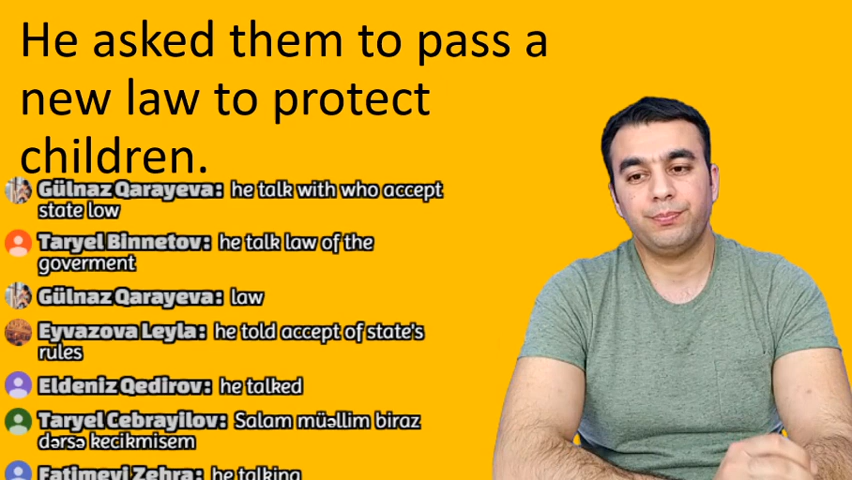 He asked them to pass a
new law to protect
children.
Gülnaz Qarayeva: he talk with who accept
state low
Taryel Binnetov: he talk law of the
goverment
Gülnaz Qarayeva: law
Eyvazova Leyla: he told accept of state's
rules
Eldeniz Qedirov: he talked
Taryel Cebrayilov: Salam müəllim biraz
dərsə kecikmisem
Fatimeyi Zehra: he talking